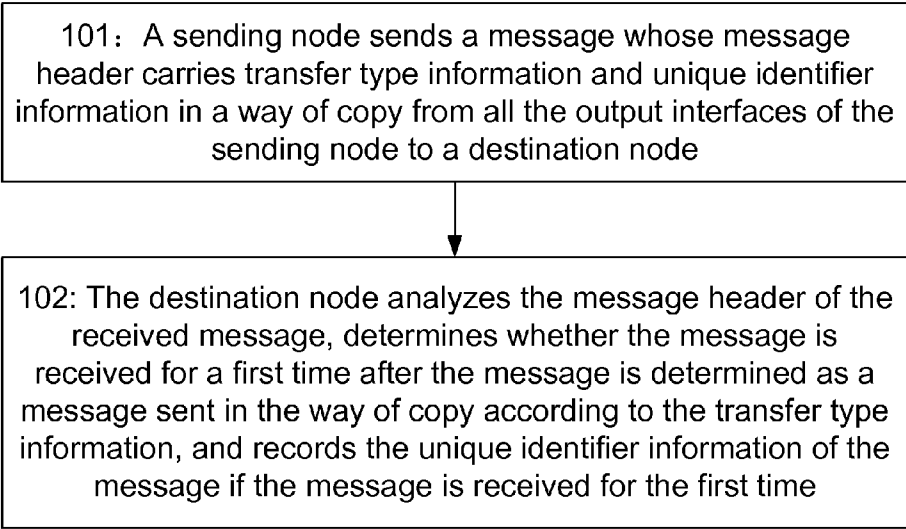 101： A sending node sends a message whose message
header carries transfer type information and unique identifier
information in a way of copy from all the output interfaces of the
sending node to a destination node
102: The destination node analyzes the message header of the
received message, determines whether the message is
received for a first time after the message is determined as a
message sent in the way of copy according to the transfer type
information, and records the unique identifier information of the
message if the message is received for the first time